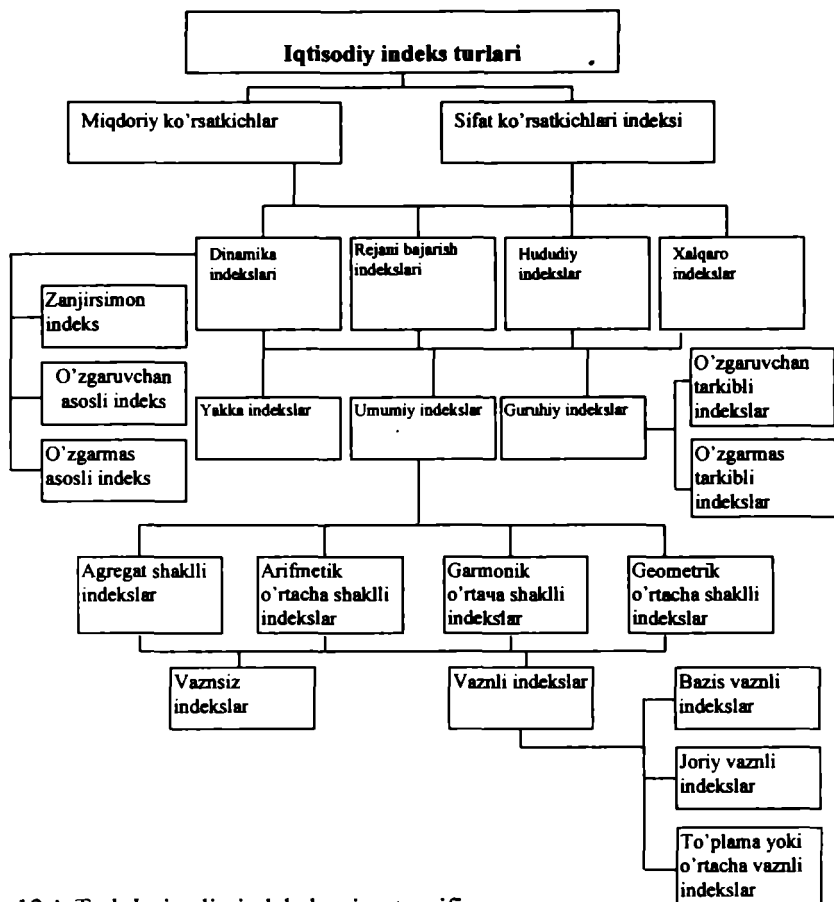 Iqtisodiy indeks turlari
Miqdoriy ko'rsatkichlar
Sifat ko'rsatkichlari indeksi
Dinamika
indekslari
Rejani bajarish
indekslari
Hududiy
indekslar
Xalqaro
indekslar
Zanjirsimon
indeks
O'zgaruvchan
asosli indeks
O'zgarmas
asosli indeks
Yakka indekslar
Umumiy indekslar
Guruhiy indekslar
O'zgaruvchan
tarkibli
indekslar
O'zgarmas
tarkibli
indekslar
Agregat shaklli
indekslar
Arifmetik
o'rtacha shaklli
indekslar
Garmonik
o'rtaча shaklli
indekslar
Geometrik
o'rtacha shaklli
indekslar
Vaznsiz
indekslar
Vaznli indekslar
Bazis vaznli
indekslar
Joriy vaznli
indekslar
To'plama yoki
o'rtacha vaznli
indekslar